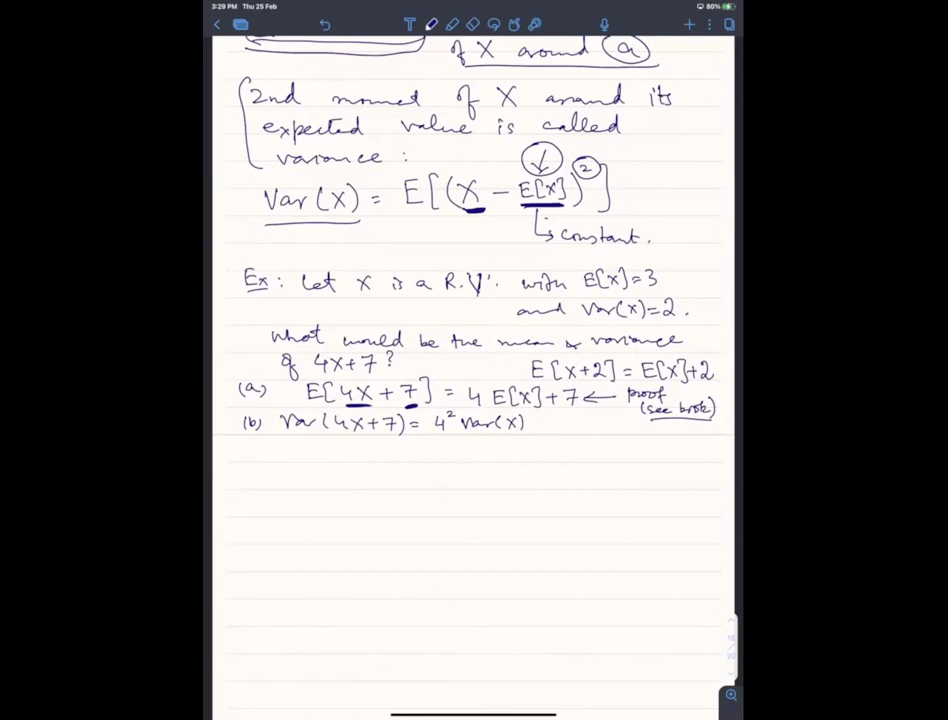 3:29 PM Thu 25 Feb
80%
T
of X around a
2nd moment of X around its
expected value is called
variance :
Var(X) = E[(X − E[X])²]
↳ constant.
Ex: Let X is a R.V. with E[X]=3
and Var(X)=2.
What would be the mean & variance
of 4X+7?
E[X+2] = E[X]+2
(a) E[4X + 7] = 4 E[X]+7 ← proof
(see book)
(b) Var(4X+7) = 4² Var(X)
18
20